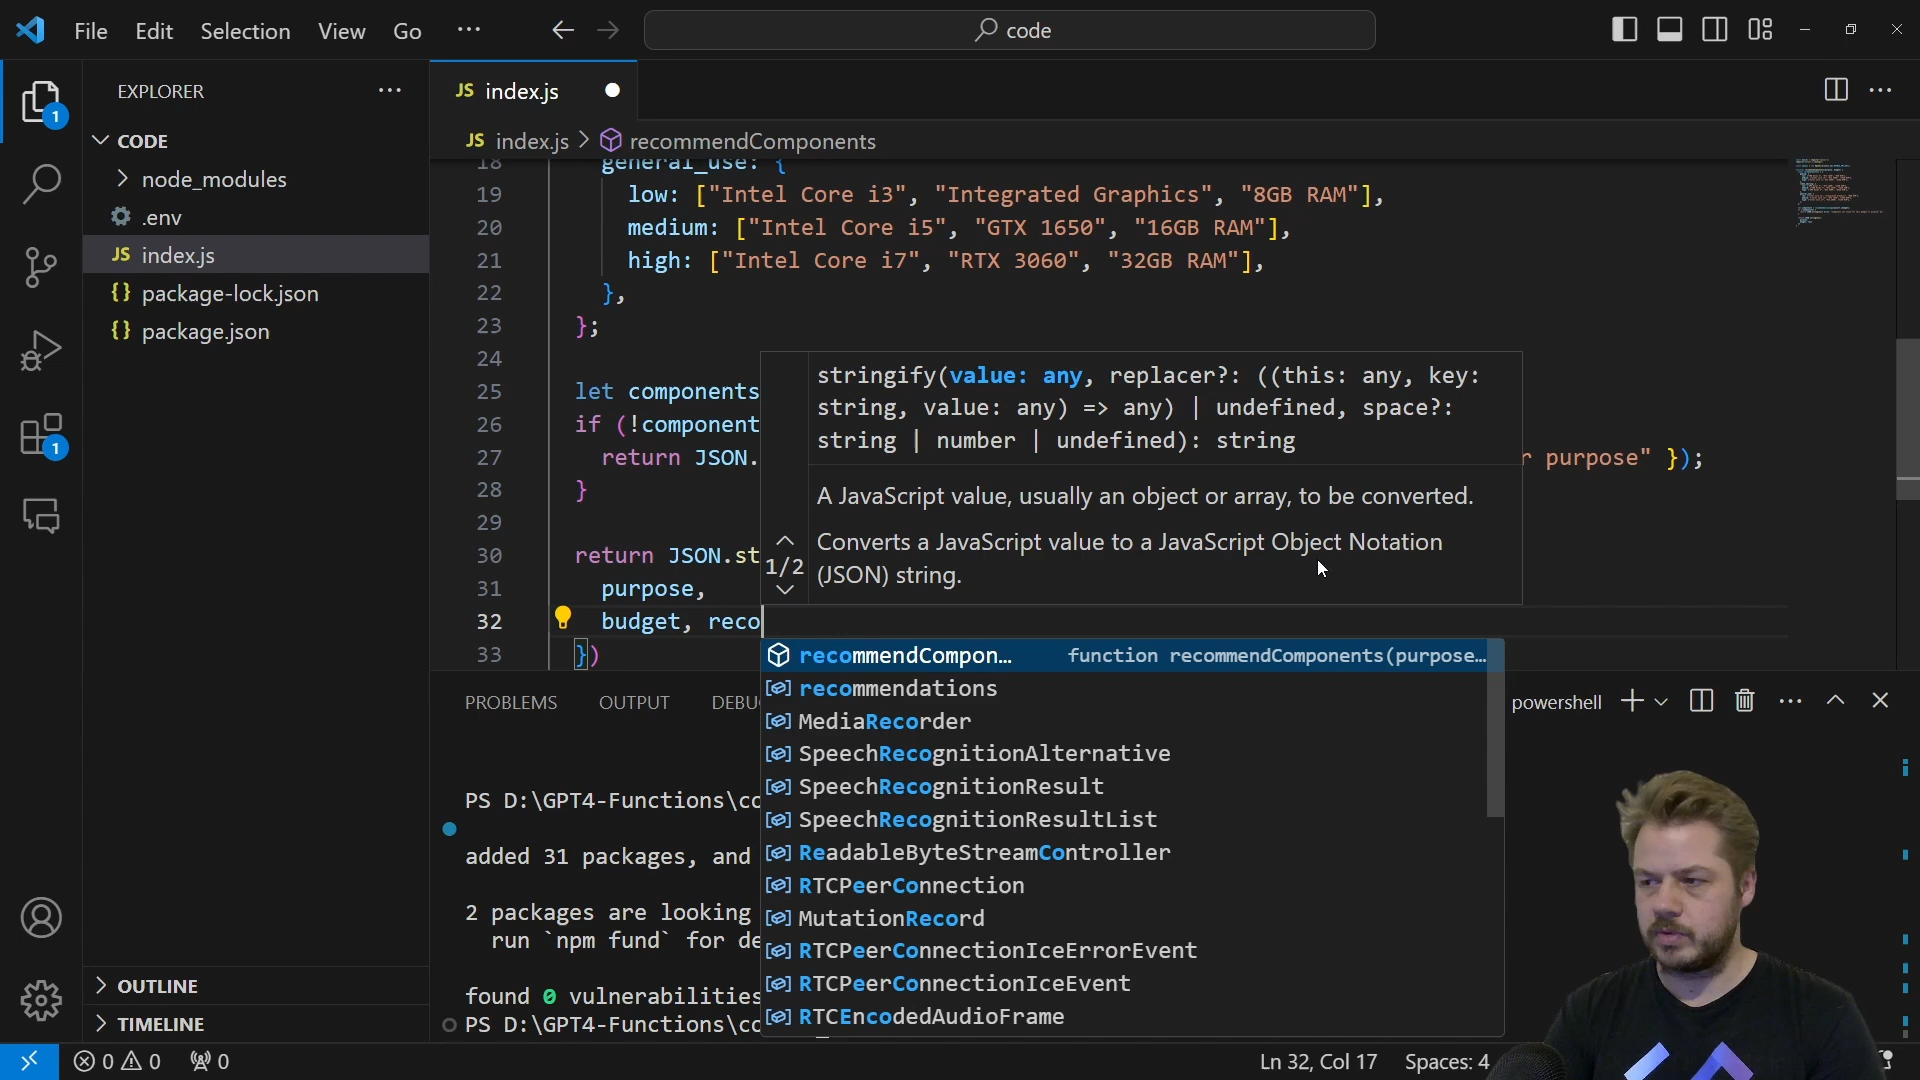 File Edit Selection View Go ···
code
EXPLORER ···
JS index.js
CODE
JS index.js > recommendComponents
node_modules
.env
JS index.js
{} package-lock.json
{} package.json
18 general_use: {
19 low: ["Intel Core i3", "Integrated Graphics", "8GB RAM"],
20 medium: ["Intel Core i5", "GTX 1650", "16GB RAM"],
21 high: ["Intel Core i7", "RTX 3060", "32GB RAM"],
22 },
23 };
24
25 let components
26 if (!component
27 return JSON. r purpose" });
28 }
29
30 return JSON.st
31 purpose,
32 budget, reco
33 })
stringify(value: any, replacer?: ((this: any, key:
string, value: any) => any) | undefined, space?:
string | number | undefined): string
A JavaScript value, usually an object or array, to be converted.
1/2
Converts a JavaScript value to a JavaScript Object Notation
(JSON) string.
recommendCompon... function recommendComponents(purpose...
recommendations
MediaRecorder
SpeechRecognitionAlternative
SpeechRecognitionResult
SpeechRecognitionResultList
ReadableByteStreamController
RTCPeerConnection
MutationRecord
RTCPeerConnectionIceErrorEvent
RTCPeerConnectionIceEvent
RTCEncodedAudioFrame
PROBLEMS OUTPUT DEBU powershell
PS D:\GPT4-Functions\co
added 31 packages, and
2 packages are looking
run `npm fund` for de
found 0 vulnerabilities
PS D:\GPT4-Functions\co
OUTLINE
TIMELINE
1
1
0 0 0
Ln 32, Col 17 Spaces: 4